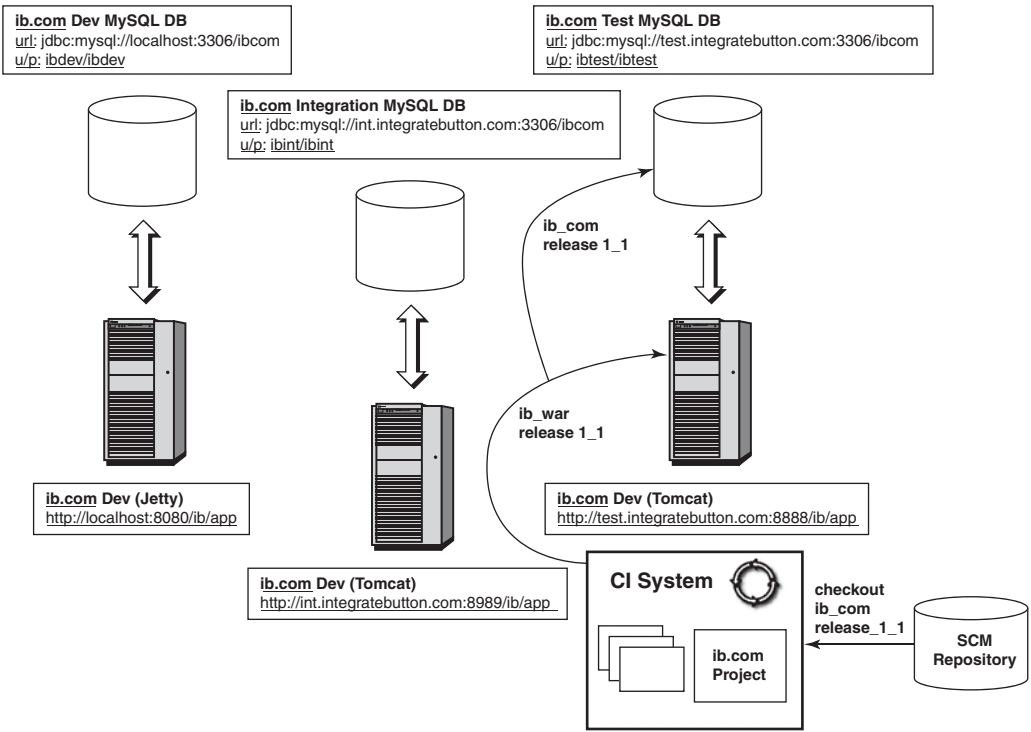 ib.com Dev MySQL DB
url: jdbc:mysql://localhost:3306/ibcom
u/p: ibdev/ibdev
ib.com Test MySQL DB
url: jdbc:mysql://test.integratebutton.com:3306/ibcom
u/p: ibtest/ibtest
ib.com Integration MySQL DB
url: jdbc:mysql://int.integratebutton.com:3306/ibcom
u/p: ibint/ibint
ib_com
release 1_1
ib_war
release 1_1
ib.com Dev (Jetty)
http://localhost:8080/ib/app
ib.com Dev (Tomcat)
http://test.integratebutton.com:8888/ib/app
ib.com Dev (Tomcat)
http://int.integratebutton.com:8989/ib/app
CI System
checkout
ib_com
release_1_1
SCM
Repository
ib.com
Project